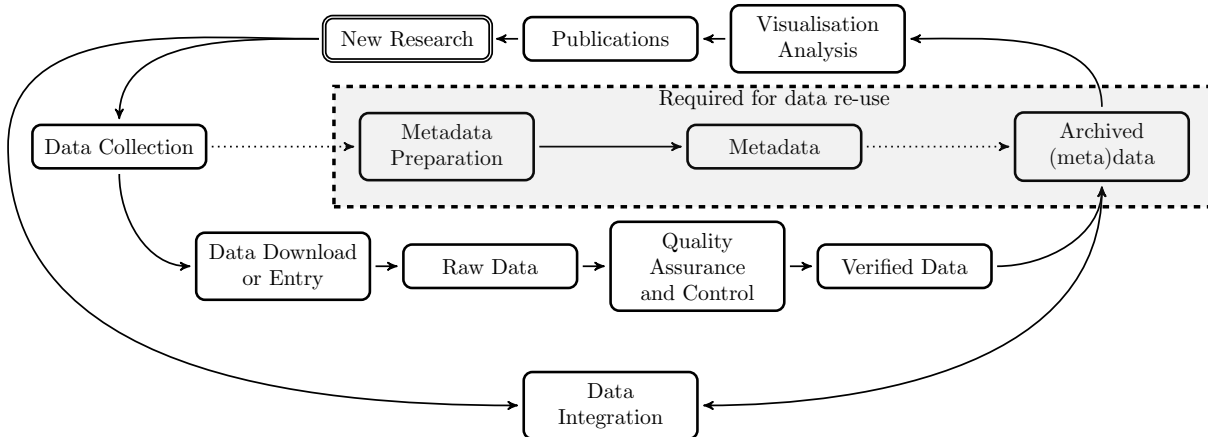 New Research
Publications
Visualisation
Analysis
Required for data re-use
Data Collection
Metadata
Preparation
Metadata
Archived
(meta)data
Data Download
or Entry
Raw Data
Quality
Assurance
and Control
Verified Data
Data
Integration